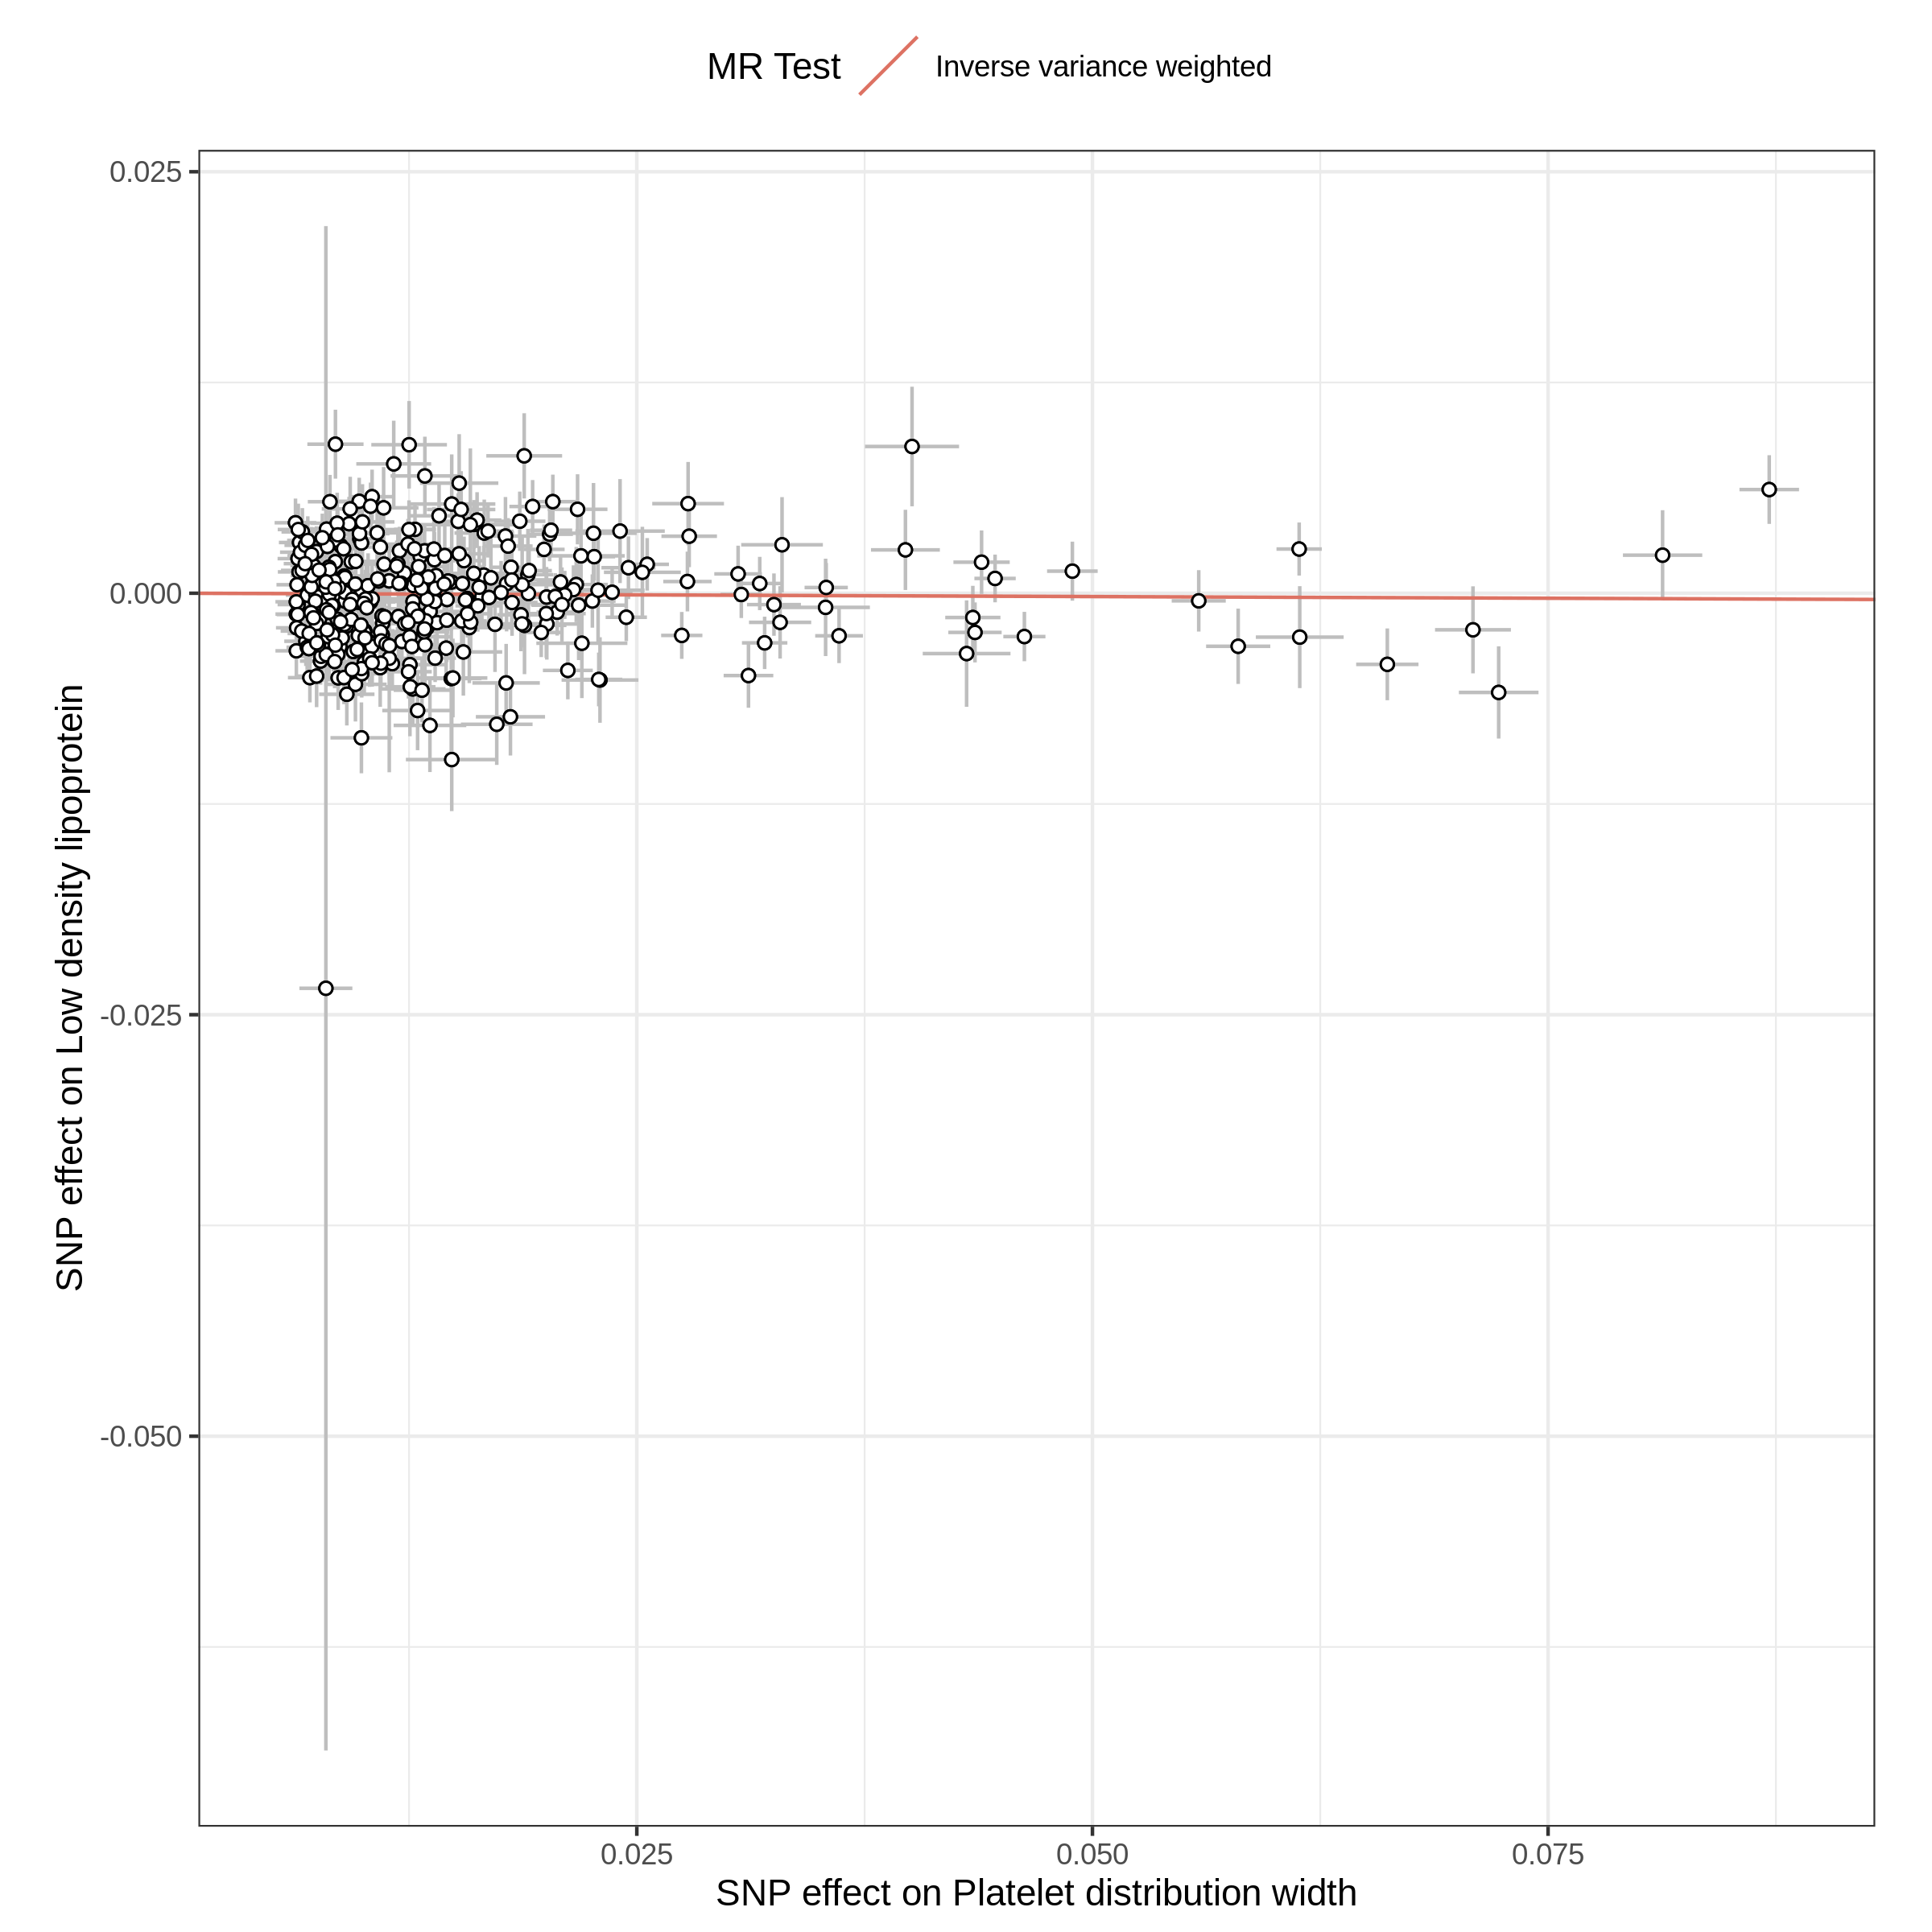 MR Test
Inverse variance weighted
0.025
0.000
-0.025
-0.050
SNP effect on Low density lipoprotein
0.025
0.050
0.075
SNP effect on Platelet distribution width